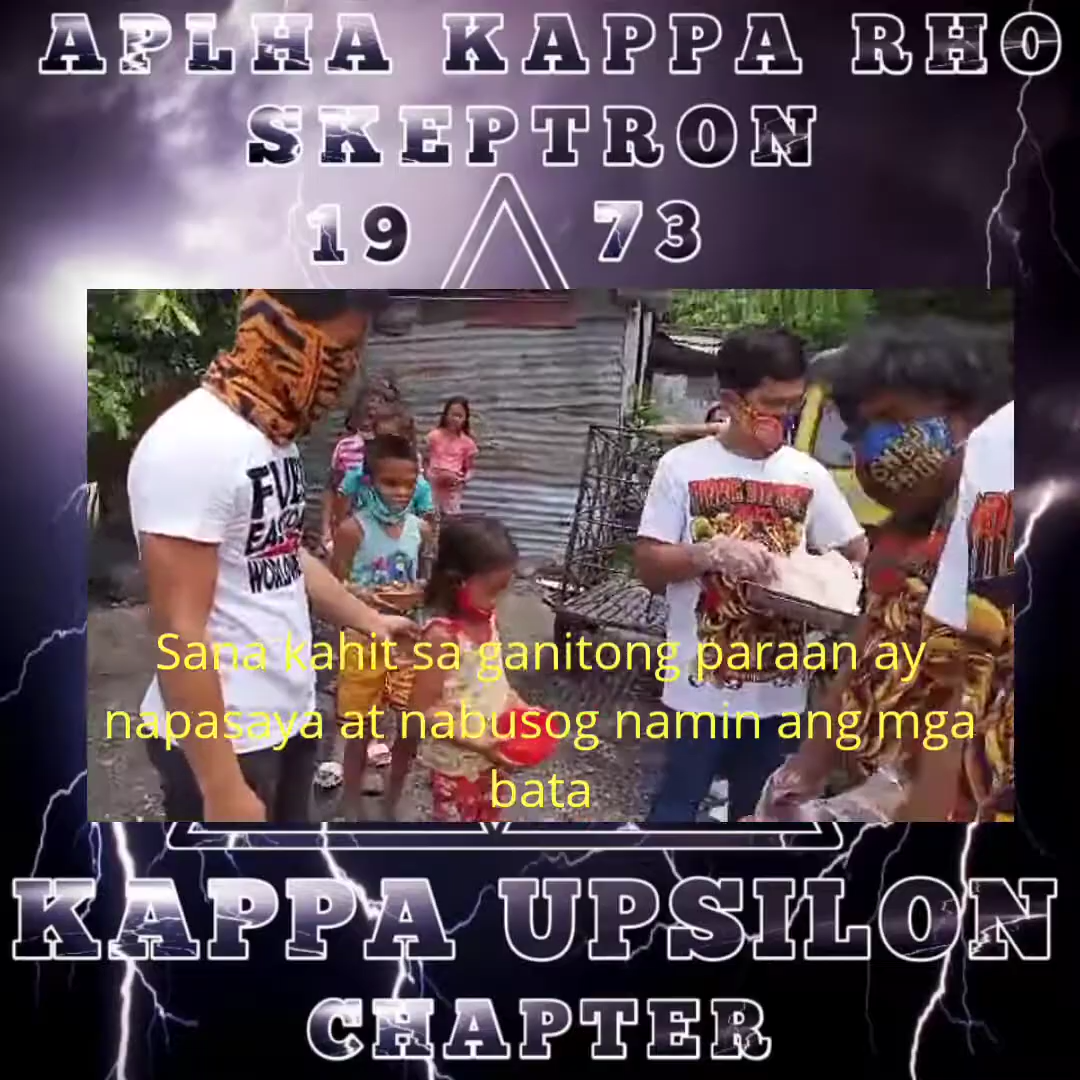 APLHA KAPPA RHO
SKEPTRON
19 73
Sana kahit sa ganitong paraan ay
napasaya at nabusog namin ang mga
bata
KAPPA UPSILON
CHAPTER